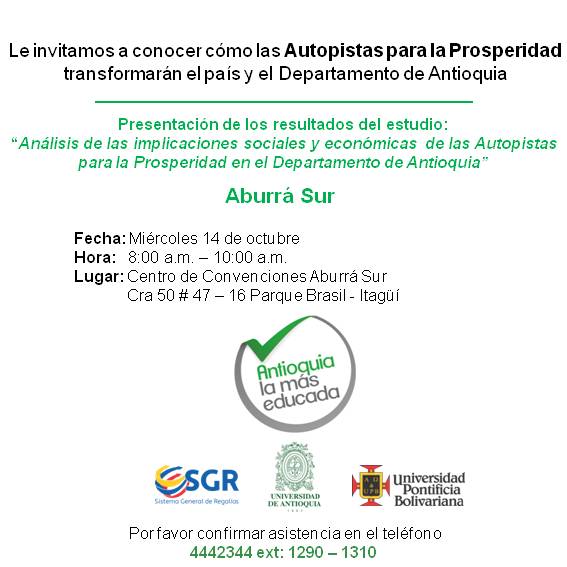 Le invitamos a conocer cómo las Autopistas para la Prosperidad
transformarán el país y el Departamento de Antioquia
Presentación de los resultados del estudio:
“Análisis de las implicaciones sociales y económicas de las Autopistas
para la Prosperidad en el Departamento de Antioquia”
Aburrá Sur
Fecha: Miércoles 14 de octubre
Hora: 8:00 a.m. – 10:00 a.m.
Lugar: Centro de Convenciones Aburrá Sur
Cra 50 # 47 – 16 Parque Brasil - Itagüí
Antioquia
la más
educada
SGR
Sistema General de Regalías
UNIVERSIDAD
DE ANTIOQUIA
Universidad
Pontificia
Bolivariana
Por favor confirmar asistencia en el teléfono
4442344 ext: 1290 – 1310